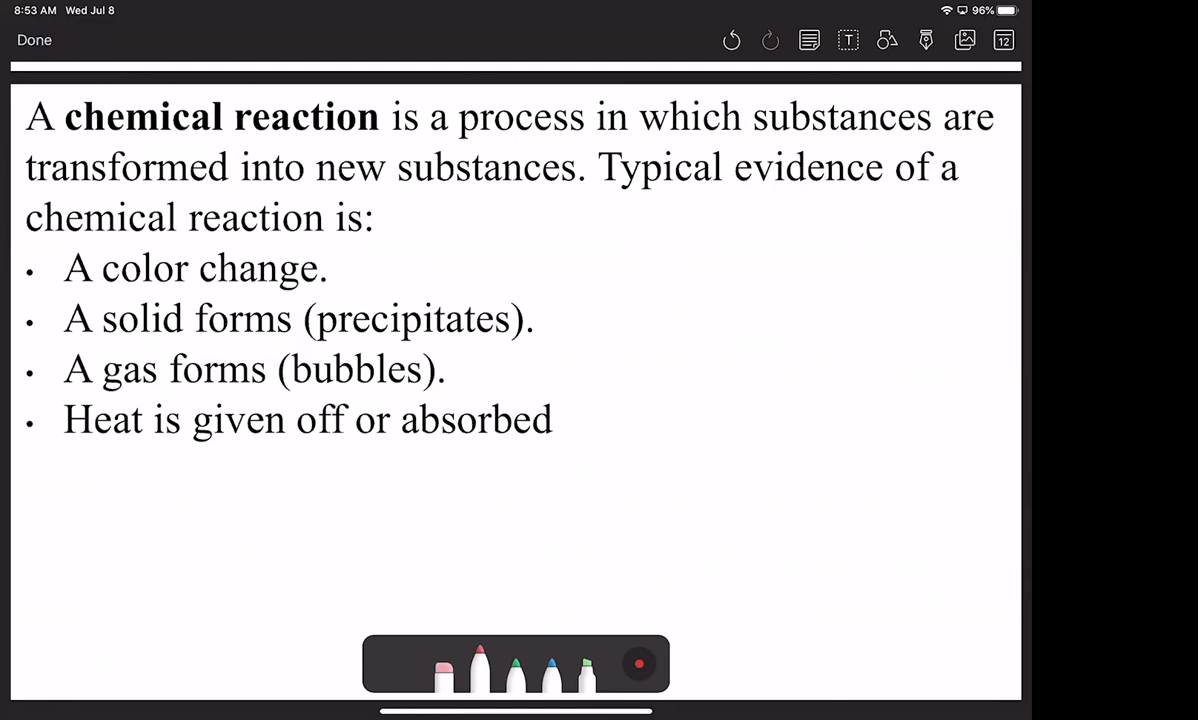 8:53 AM Wed Jul 8
96%
Done
T
12
A chemical reaction is a process in which substances are
transformed into new substances. Typical evidence of a
chemical reaction is:
• A color change.
• A solid forms (precipitates).
• A gas forms (bubbles).
• Heat is given off or absorbed